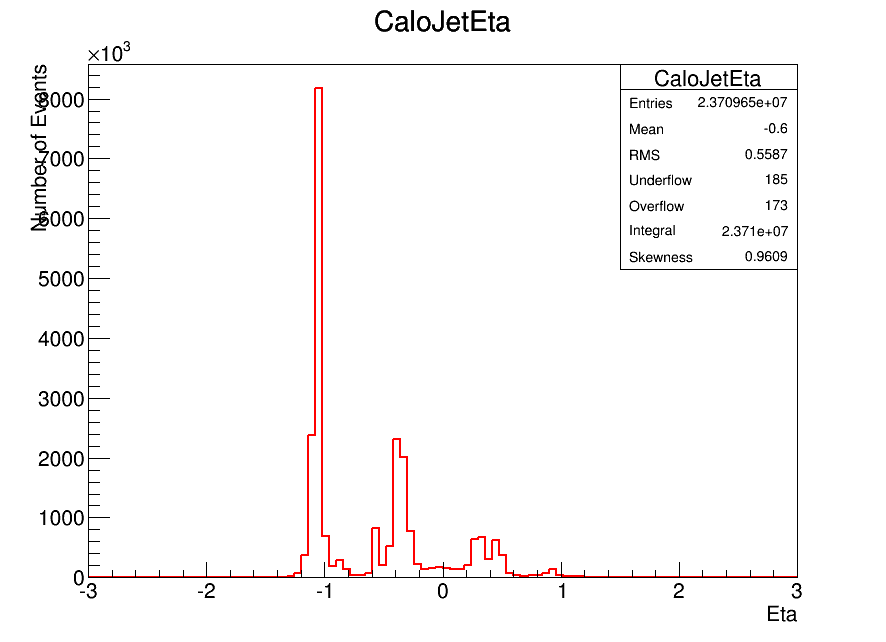 CaloJetEta
×10³
Number of Events
8000
7000
6000
5000
4000
3000
2000
1000
0
-3 -2 -1 0 1 2 3
Eta
CaloJetEta
Entries 2.370965e+07
Mean -0.6
RMS 0.5587
Underflow 185
Overflow 173
Integral 2.371e+07
Skewness 0.9609